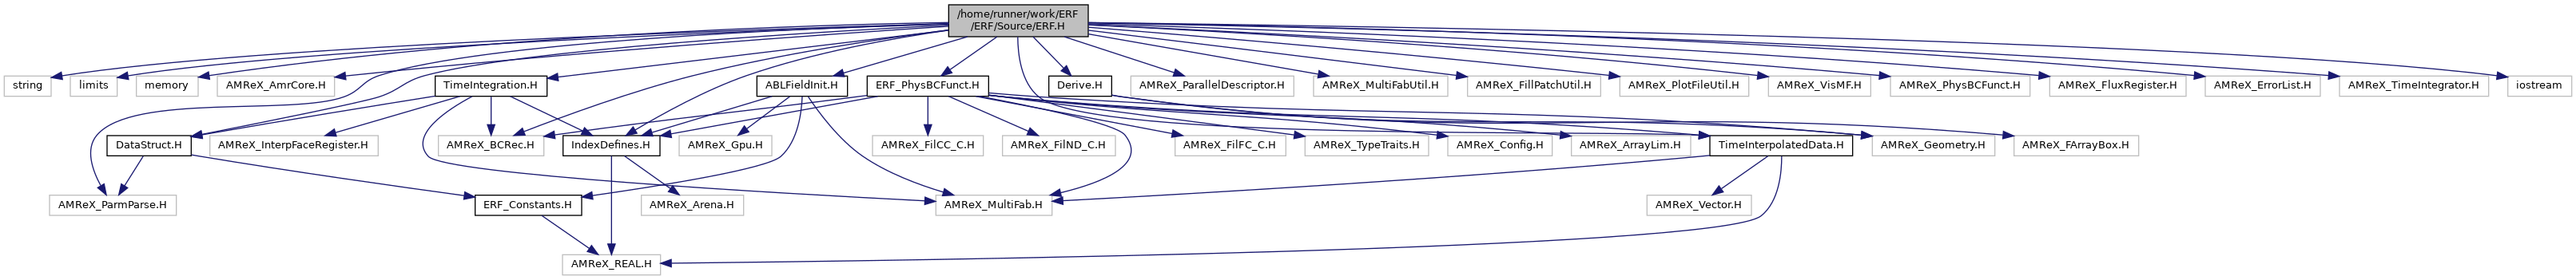 /home/runner/work/ERF
/ERF/Source/ERF.H
string
limits
memory
AMReX_AmrCore.H
TimeIntegration.H
ABLFieldInit.H
ERF_PhysBCFunct.H
Derive.H
AMReX_ParallelDescriptor.H
AMReX_MultiFabUtil.H
AMReX_FillPatchUtil.H
AMReX_PlotFileUtil.H
AMReX_VisMF.H
AMReX_PhysBCFunct.H
AMReX_FluxRegister.H
AMReX_ErrorList.H
AMReX_TimeIntegrator.H
iostream
DataStruct.H
AMReX_InterpFaceRegister.H
AMReX_BCRec.H
IndexDefines.H
AMReX_Gpu.H
AMReX_FilCC_C.H
AMReX_FilND_C.H
AMReX_FilFC_C.H
AMReX_TypeTraits.H
AMReX_Config.H
AMReX_ArrayLim.H
TimeInterpolatedData.H
AMReX_Geometry.H
AMReX_FArrayBox.H
AMReX_ParmParse.H
ERF_Constants.H
AMReX_Arena.H
AMReX_MultiFab.H
AMReX_Vector.H
AMReX_REAL.H